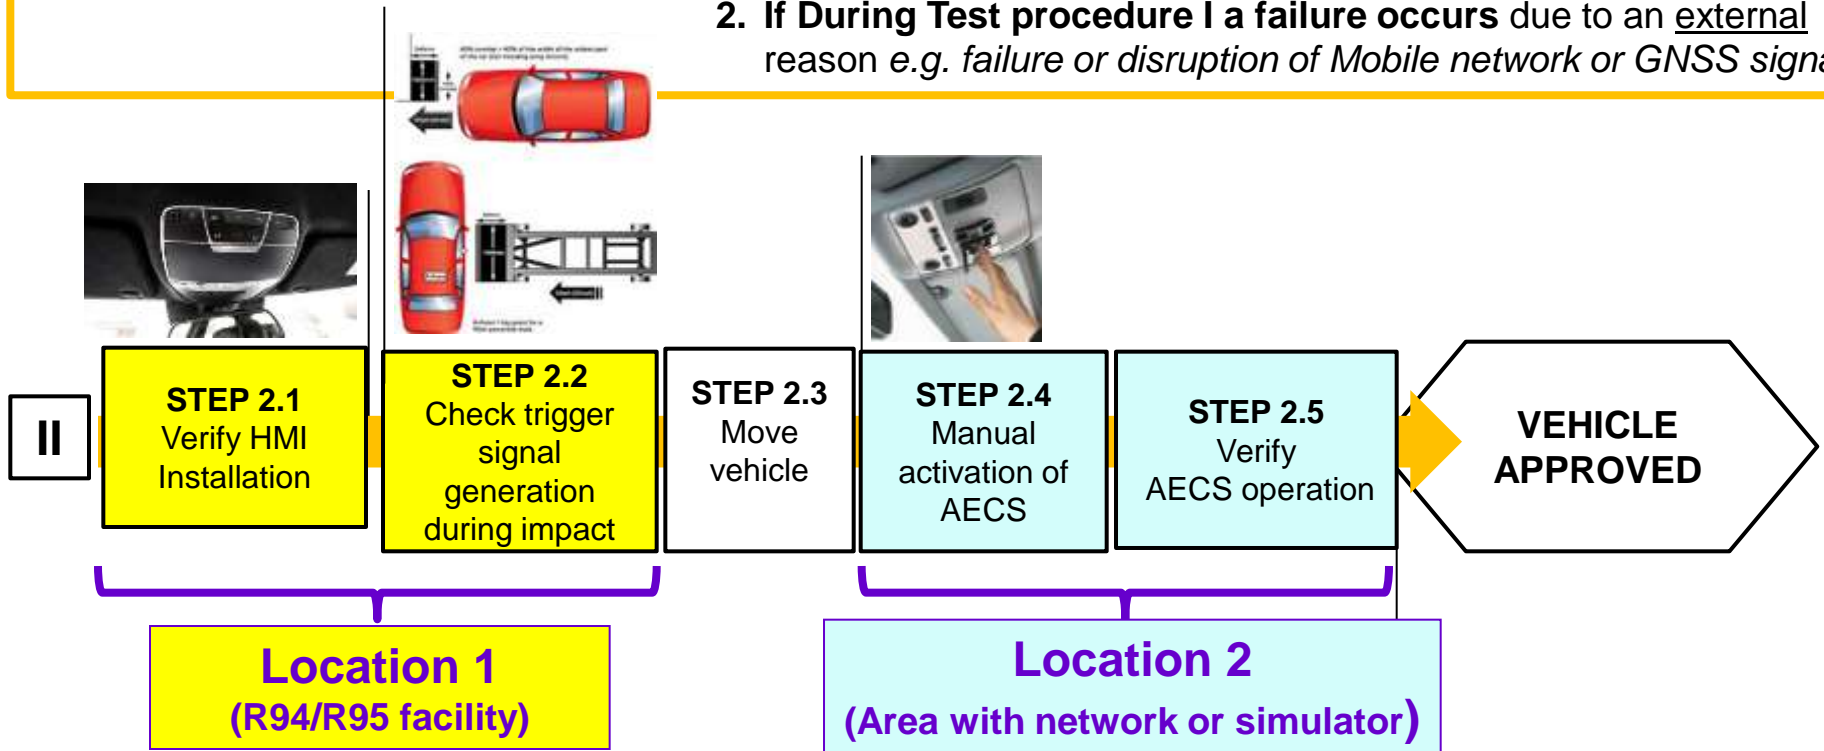 2. If During Test procedure I a failure occurs due to an external
reason e.g. failure or disruption of Mobile network or GNSS signa
II
STEP 2.1
Verify HMI
Installation
STEP 2.2
Check trigger
signal
generation
during impact
STEP 2.3
Move
vehicle
STEP 2.4
Manual
activation of
AECS
STEP 2.5
Verify
AECS operation
VEHICLE
APPROVED
Location 1
(R94/R95 facility)
Location 2
(Area with network or simulator)